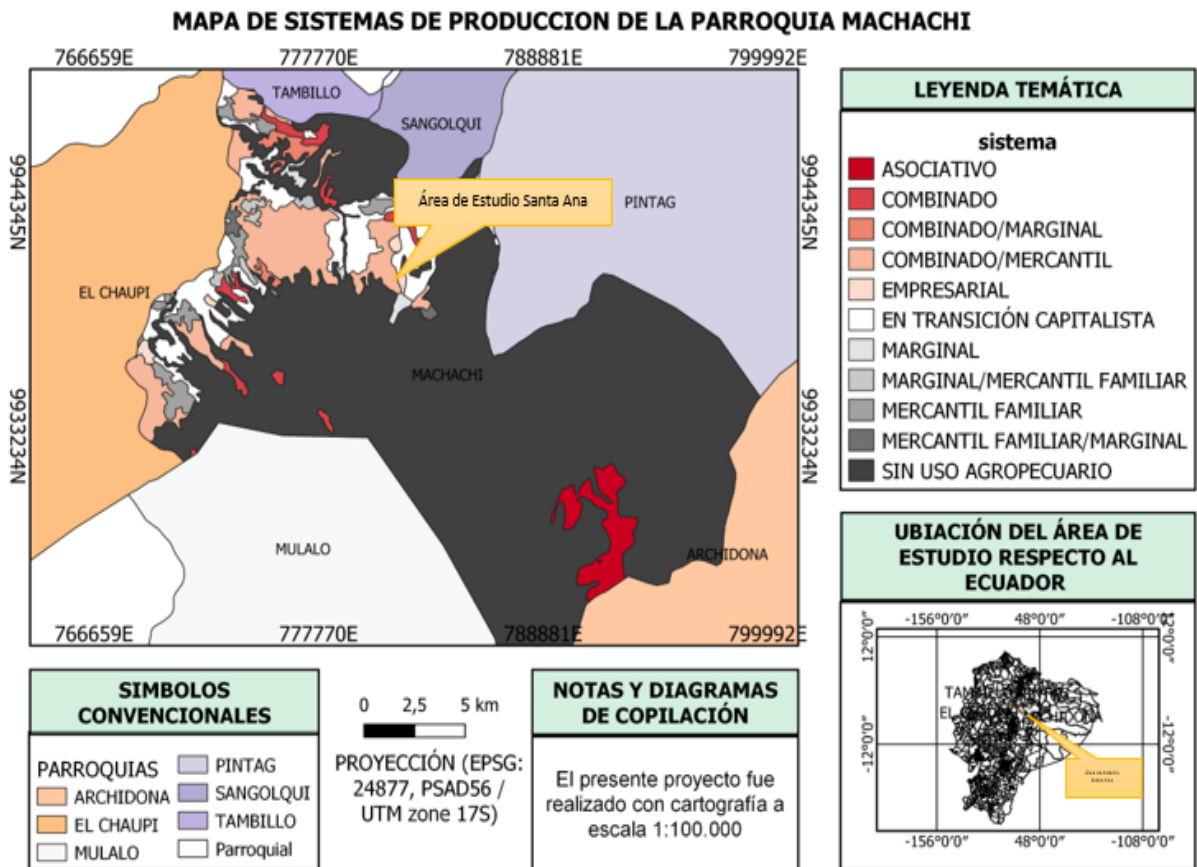 MAPA DE SISTEMAS DE PRODUCCION DE LA PARROQUIA MACHACHI
766659E 777770E 788881E 799992E
9944345N
9933234N
TAMBILLO
SANGOLQUI
PINTAG
Área de Estudio Santa Ana
EL CHAUPI
MACHACHI
MULALO
ARCHIDONA
9944345N
9933234N
766659E 777770E 788881E 799992E
LEYENDA TEMÁTICA
sistema
ASOCIATIVO
COMBINADO
COMBINADO/MARGINAL
COMBINADO/MERCANTIL
EMPRESARIAL
EN TRANSICIÓN CAPITALISTA
MARGINAL
MARGINAL/MERCANTIL FAMILIAR
MERCANTIL FAMILIAR
MERCANTIL FAMILIAR/MARGINAL
SIN USO AGROPECUARIO
UBIACIÓN DEL ÁREA DE
ESTUDIO RESPECTO AL
ECUADOR
-156°0'0" 48°0'0" -108°0'0"
12°0'0"
-12°0'0"
12°0'0"
-12°0'0"
TAMBILLO
EL
ARCHIDONA
-156°0'0" 48°0'0" -108°0'0"
SIMBOLOS
CONVENCIONALES
PARROQUIAS
ARCHIDONA
EL CHAUPI
MULALO
PINTAG
SANGOLQUI
TAMBILLO
Parroquial
0 2,5 5 km
PROYECCIÓN (EPSG:
24877, PSAD56 /
UTM zone 17S)
NOTAS Y DIAGRAMAS
DE COPILACIÓN
El presente proyecto fue
realizado con cartografía a
escala 1:100.000